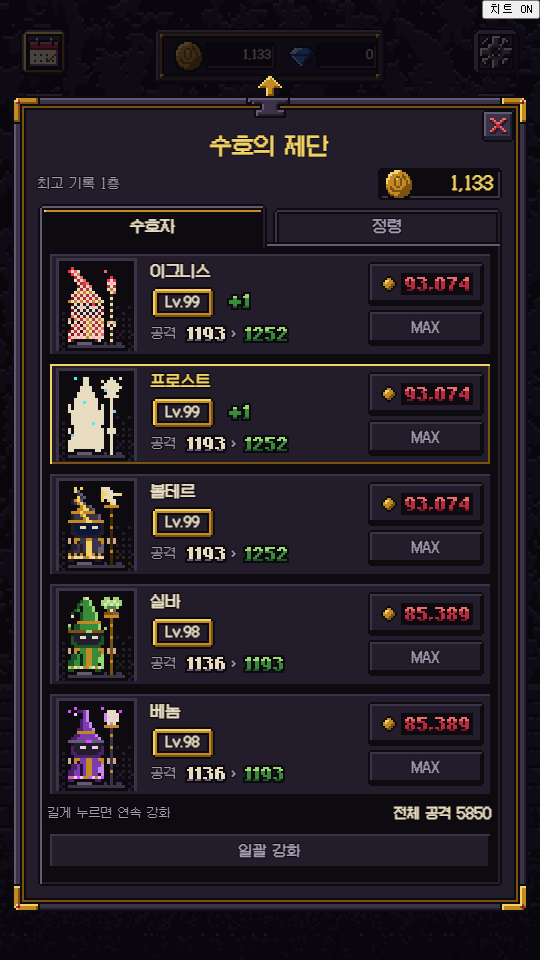 치트 ON
1,133
0
수호의 제단
최고 기록 1층
1,133
수호자
정령
이그니스
Lv.99 +1
공격 1193 › 1252
93.074
MAX
프로스트
Lv.99 +1
공격 1193 › 1252
93.074
MAX
볼테르
Lv.99
공격 1193 › 1252
93.074
MAX
실바
Lv.98
공격 1136 › 1193
85.389
MAX
베놈
Lv.98
공격 1136 › 1193
85.389
MAX
길게 누르면 연속 강화
전체 공격 5850
일괄 강화